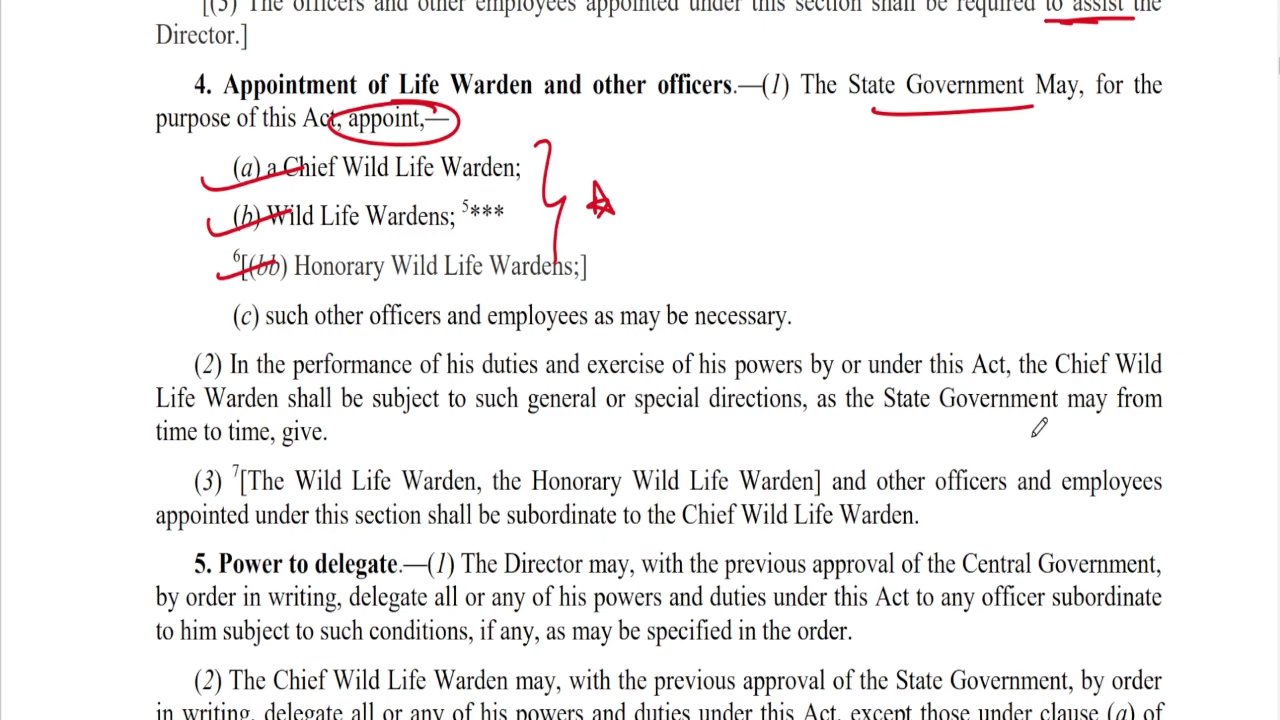 [(3) The officers and other employees appointed under this section shall be required to assist the
Director.]
4. Appointment of Life Warden and other officers.—(1) The State Government May, for the
purpose of this Act, appoint,—
(a) a Chief Wild Life Warden;
(b) Wild Life Wardens; 5***
6[(bb) Honorary Wild Life Wardens;]
(c) such other officers and employees as may be necessary.
(2) In the performance of his duties and exercise of his powers by or under this Act, the Chief Wild
Life Warden shall be subject to such general or special directions, as the State Government may from
time to time, give.
(3) 7[The Wild Life Warden, the Honorary Wild Life Warden] and other officers and employees
appointed under this section shall be subordinate to the Chief Wild Life Warden.
5. Power to delegate.—(1) The Director may, with the previous approval of the Central Government,
by order in writing, delegate all or any of his powers and duties under this Act to any officer subordinate
to him subject to such conditions, if any, as may be specified in the order.
(2) The Chief Wild Life Warden may, with the previous approval of the State Government, by order
in writing, delegate all or any of his powers and duties under this Act, except those under clause (a) of